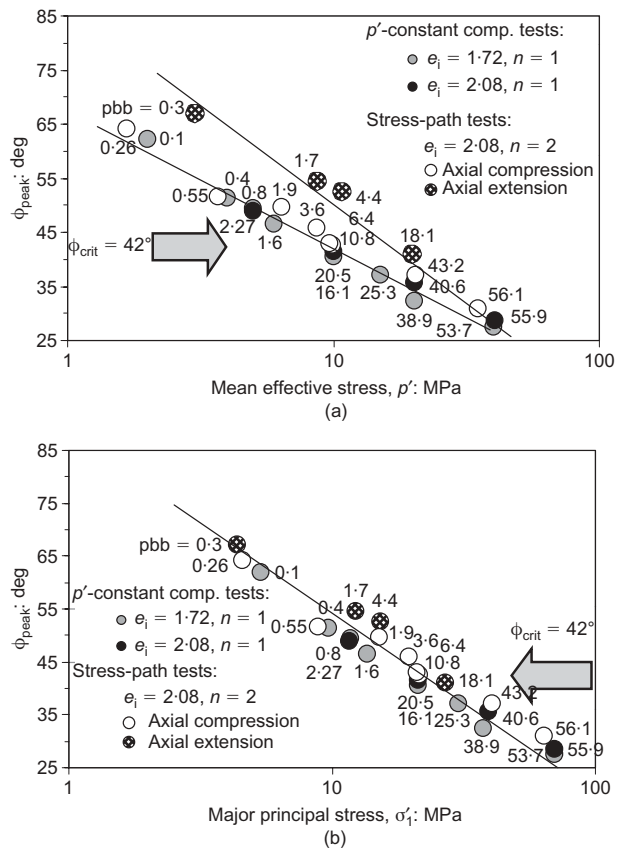 85
p′-constant comp. tests:
75
ei = 1·72, n = 1
ei = 2·08, n = 1
pbb = 0·3
65
Stress-path tests:
0·1
0·26
ei = 2·08, n = 2
1·7
Axial compression
55
0·4
4·4
Axial extension
0·55
0·8
1·9
3·6
6·4
18·1
45
2·27
10·8
ϕcrit = 42°
1·6
43·2
20·5
25·3
40·6
56·1
35
16·1
38·9
55·9
53·7
25
1
10
100
ϕpeak: deg
Mean effective stress, p′: MPa
(a)
85
75
pbb = 0·3
65
0·26
0·1
p′-constant comp. tests:
1·7
4·4
ei = 1·72, n = 1
0·4
55
0·55
ϕcrit = 42°
ei = 2·08, n = 1
1·9
3·6
6·4
0·8
10·8
Stress-path tests:
2·27
1·6
18·1
45
43·2
ei = 2·08, n = 2
20·5
Axial compression
16·1
25·3
40·6
35
56·1
Axial extension
38·9
53·7
55·9
25
1
10
100
ϕpeak: deg
Major principal stress, σ′1: MPa
(b)